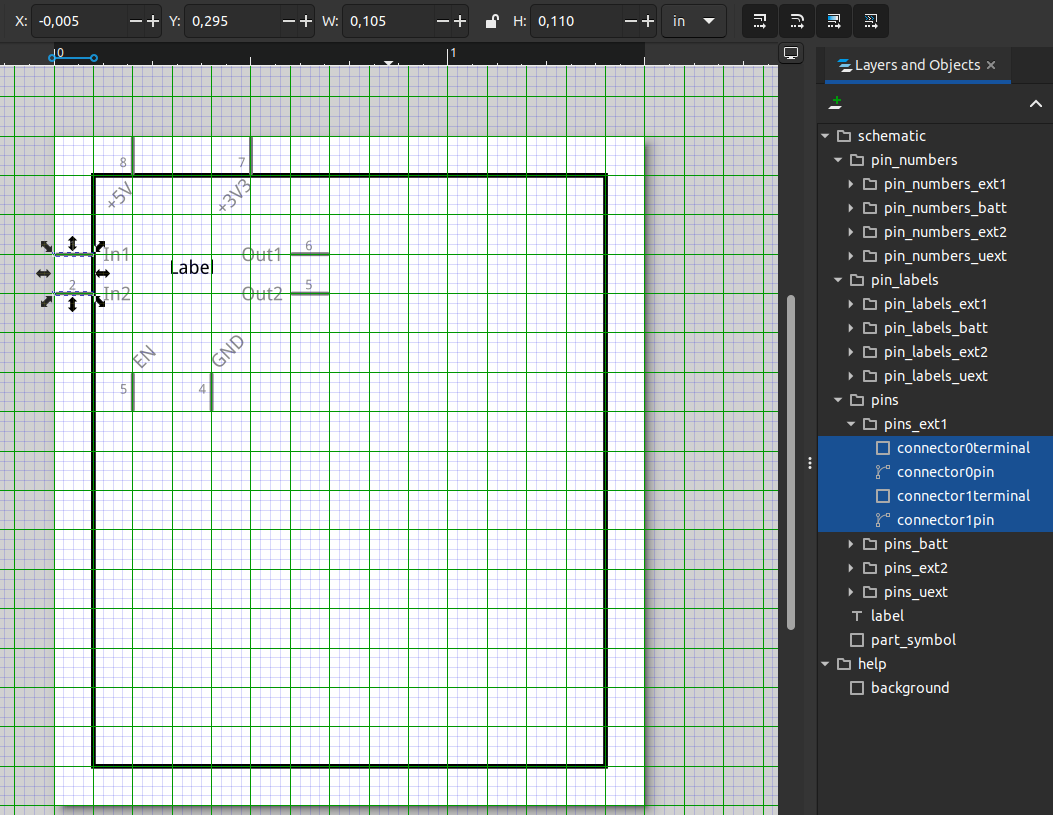 X: -0,005 Y: 0,295 W: 0,105 H: 0,110 in
0 1
Layers and Objects
8 7
+5V +3V3
In1 Out1 6
Label
2 In2 Out2 5
EN GND
5 4
schematic
pin_numbers
pin_numbers_ext1
pin_numbers_batt
pin_numbers_ext2
pin_numbers_uext
pin_labels
pin_labels_ext1
pin_labels_batt
pin_labels_ext2
pin_labels_uext
pins
pins_ext1
connector0terminal
connector0pin
connector1terminal
connector1pin
pins_batt
pins_ext2
pins_uext
label
part_symbol
help
background